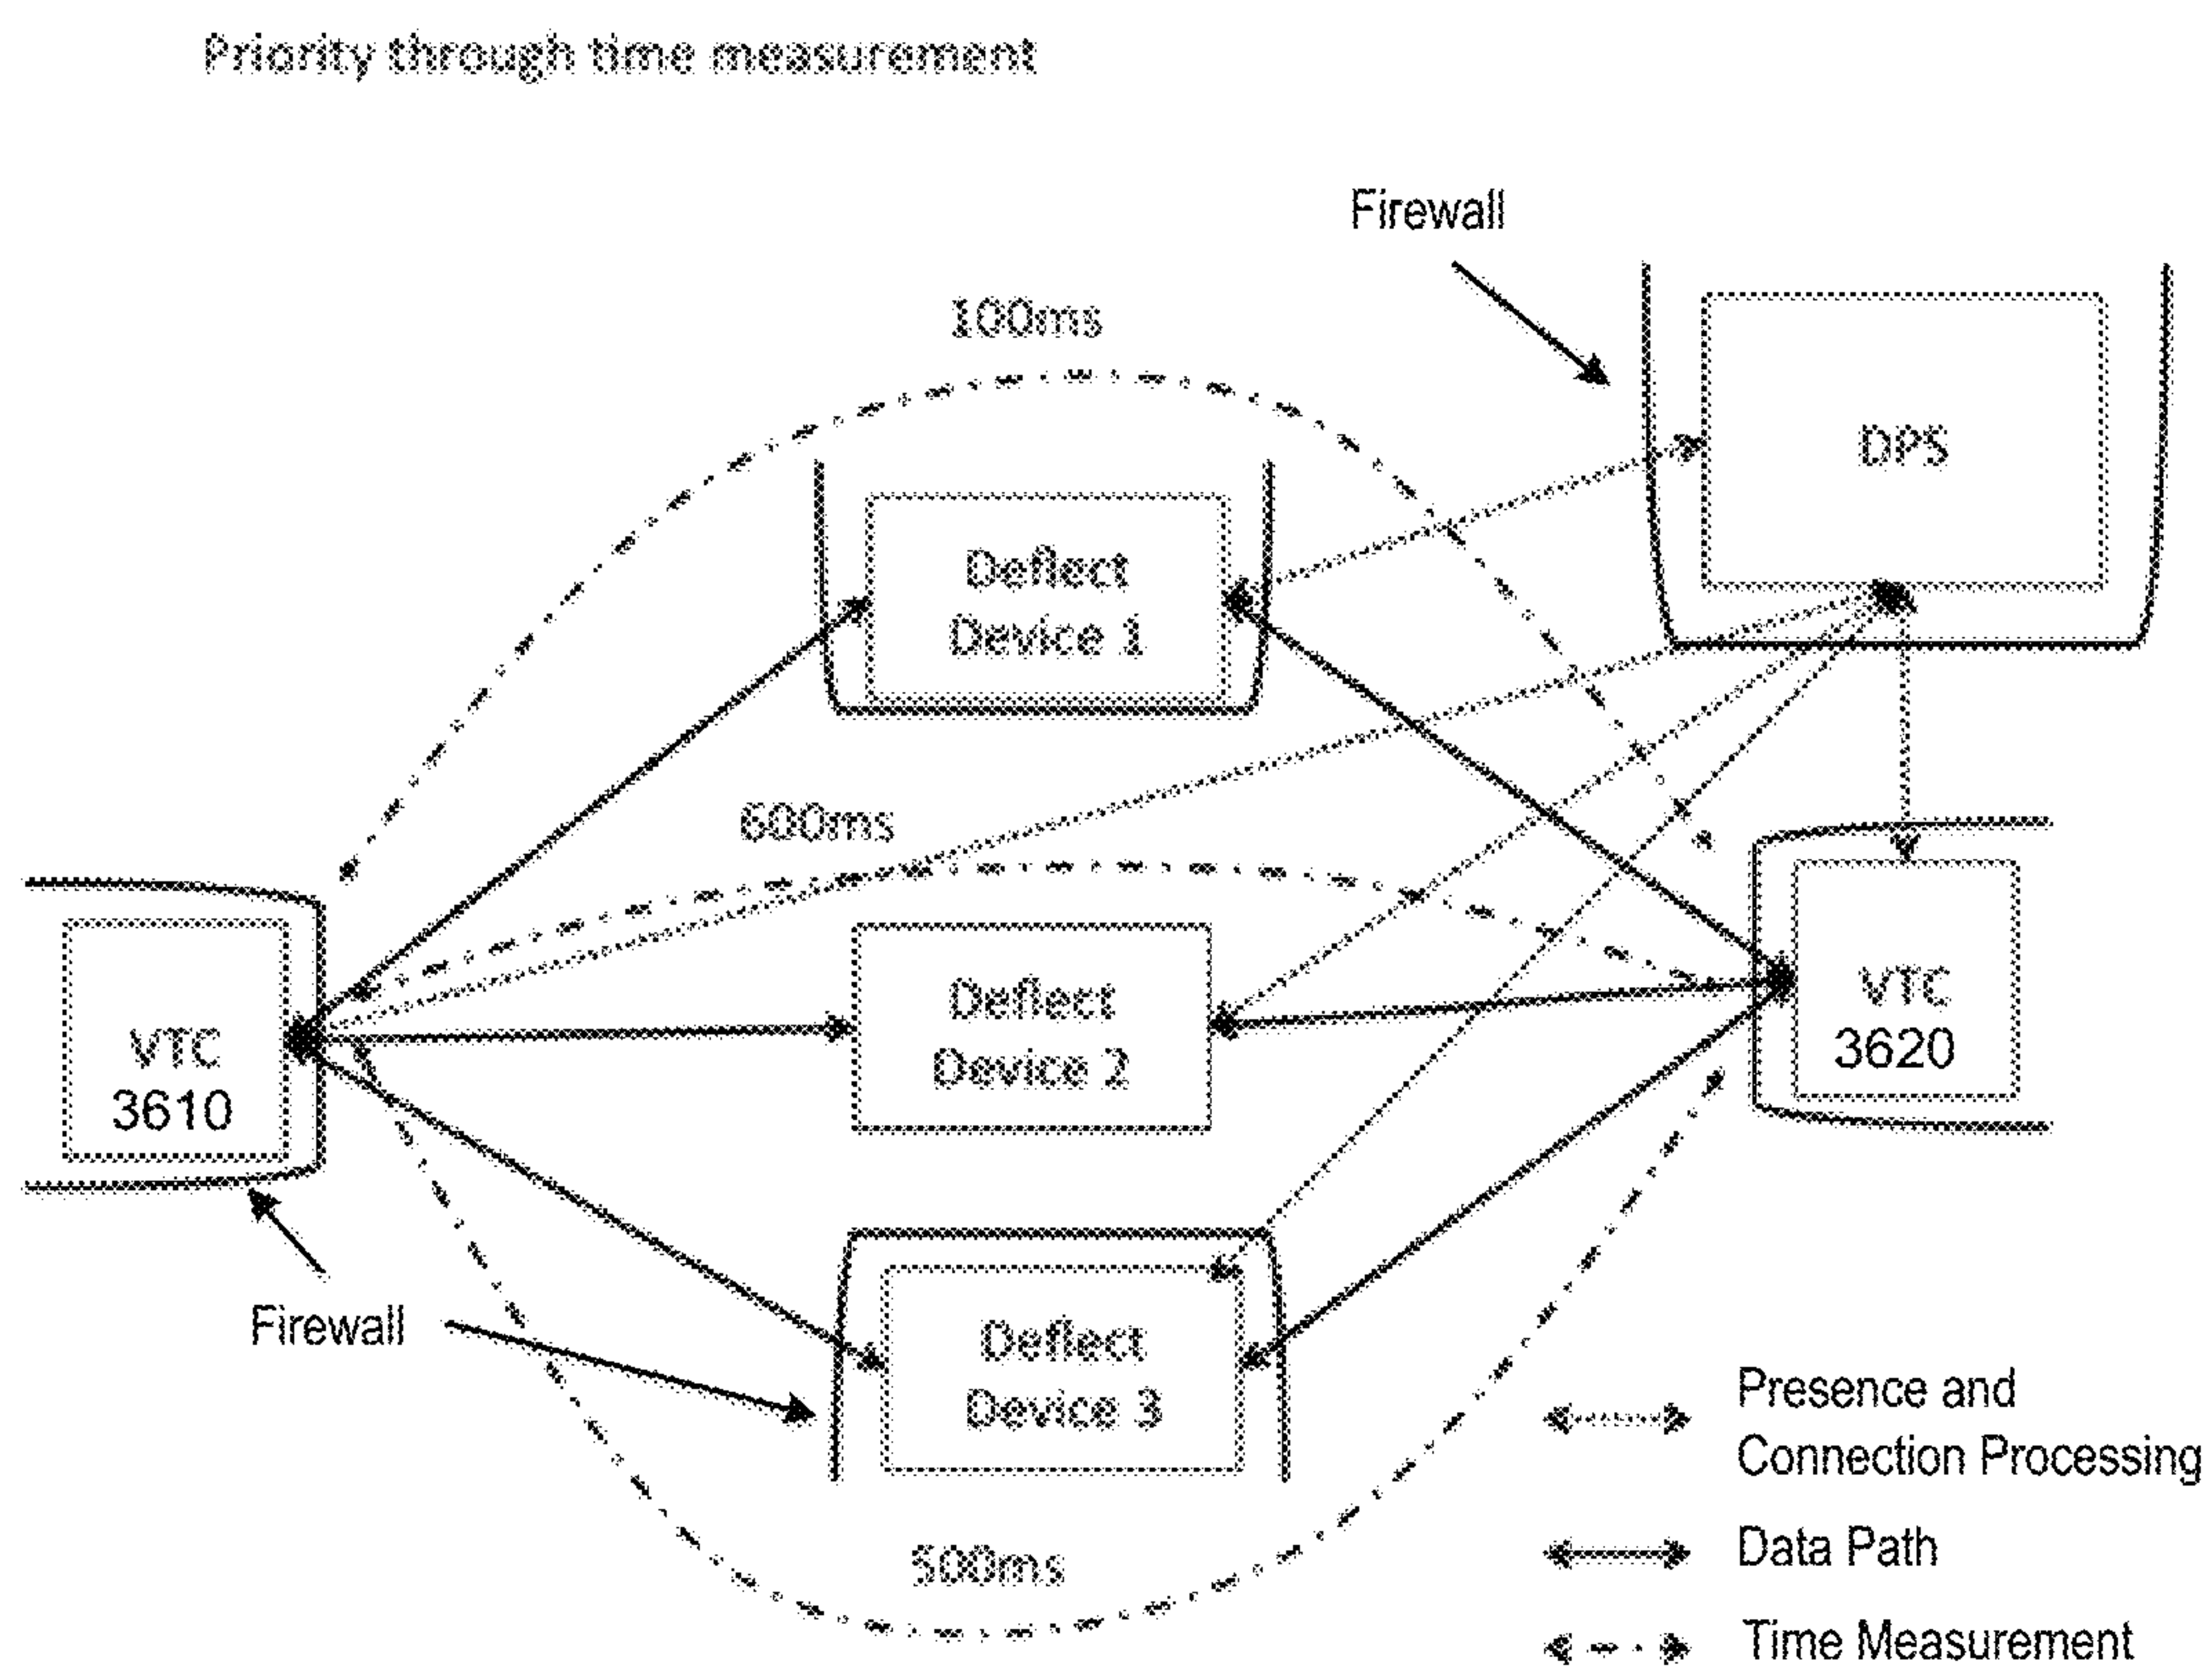 Priority through time measurement
Firewall
100ms
DPS
Deflect
Device 1
600ms
VTC
3610
Deflect
Device 2
VTC
3620
Firewall
Deflect
Device 3
500ms
Presence and
Connection Processing
Data Path
Time Measurement